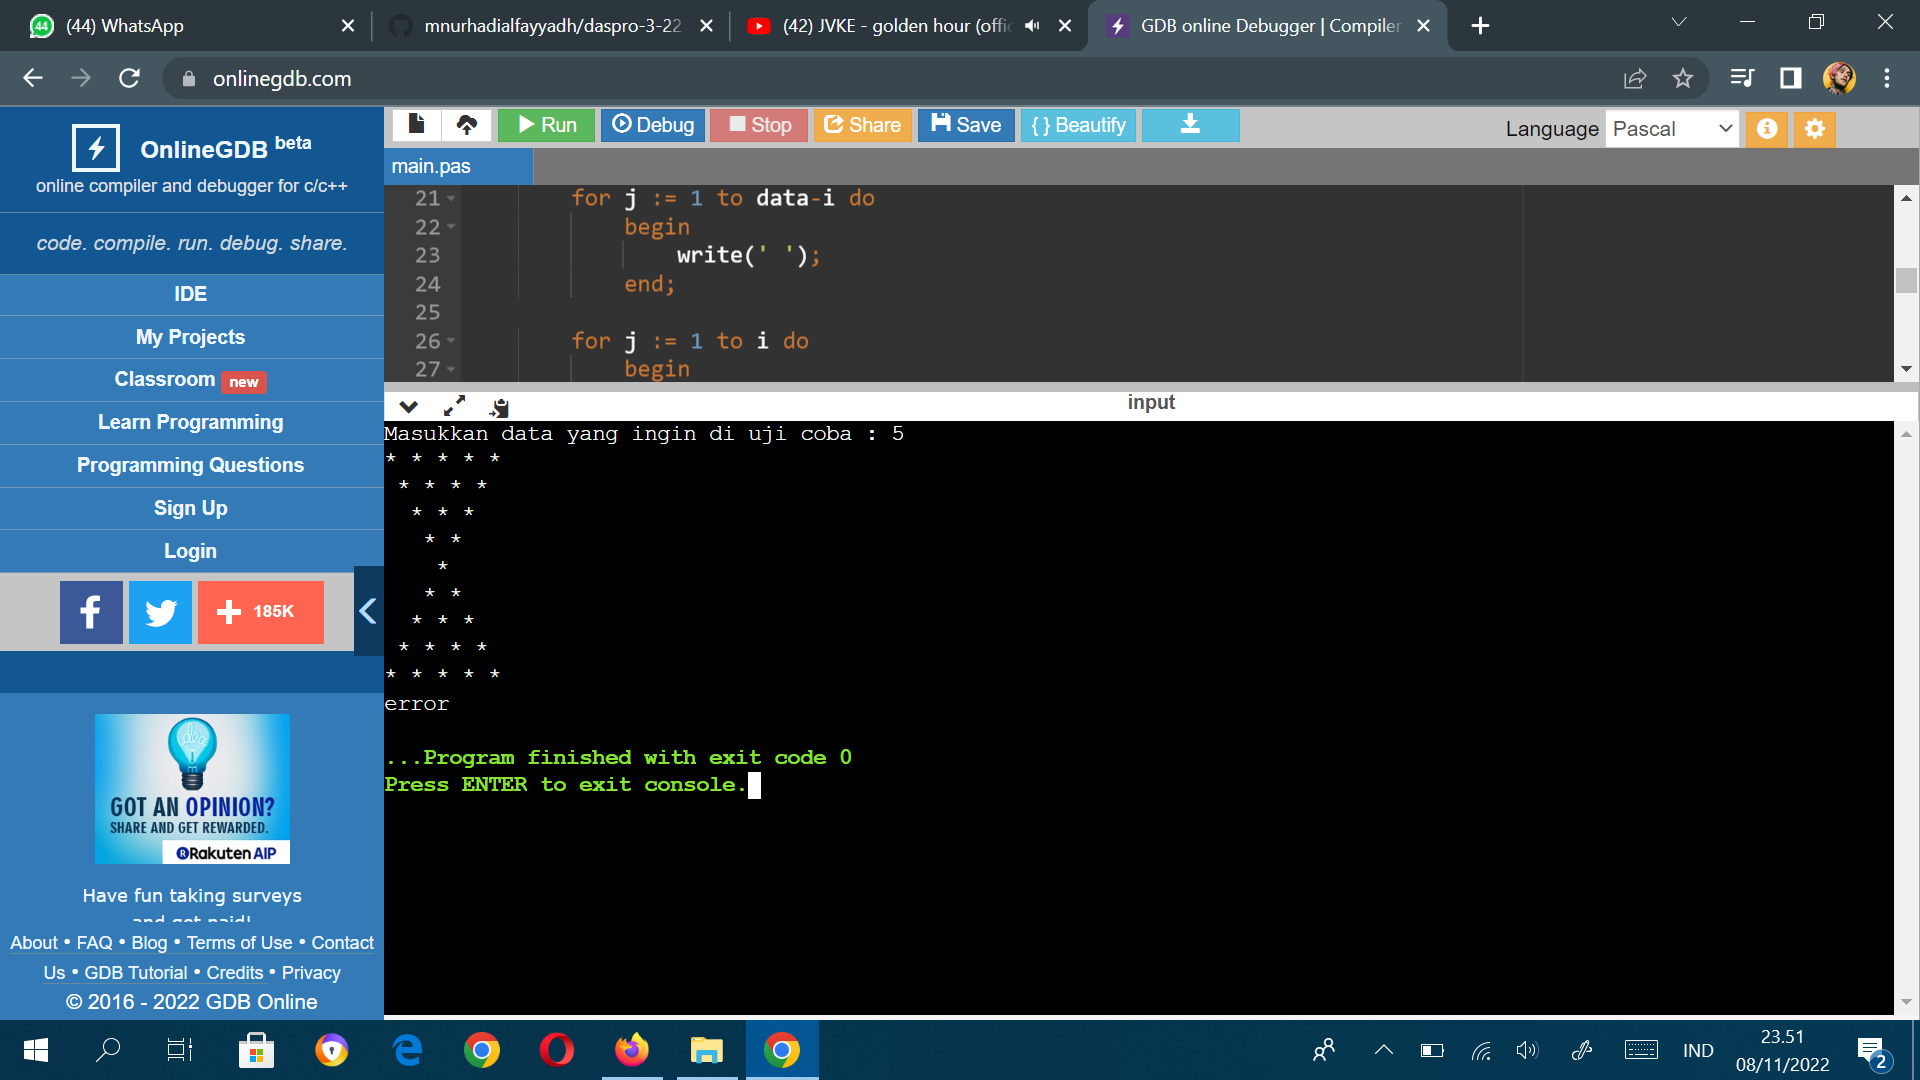 44 (44) WhatsApp
mnurhadialfayyadh/daspro-3-22
(42) JVKE - golden hour (offic
GDB online Debugger | Compiler
onlinegdb.com
OnlineGDB beta
online compiler and debugger for c/c++
code. compile. run. debug. share.
IDE
My Projects
Classroom new
Learn Programming
Programming Questions
Sign Up
Login
185K
GOT AN OPINION?
SHARE AND GET REWARDED.
Rakuten AIP
Have fun taking surveys
and get paid!
About • FAQ • Blog • Terms of Use • Contact
Us • GDB Tutorial • Credits • Privacy
© 2016 - 2022 GDB Online
Run Debug Stop Share Save { } Beautify
Language Pascal
main.pas
21 for j := 1 to data-i do
22 begin
23 write(' ');
24 end;
25
26 for j := 1 to i do
27 begin
input
Masukkan data yang ingin di uji coba : 5
* * * * *
 * * * *
  * * *
   * *
    *
   * *
  * * *
 * * * *
* * * * *
error
...Program finished with exit code 0
Press ENTER to exit console.
IND
23.51
08/11/2022
2